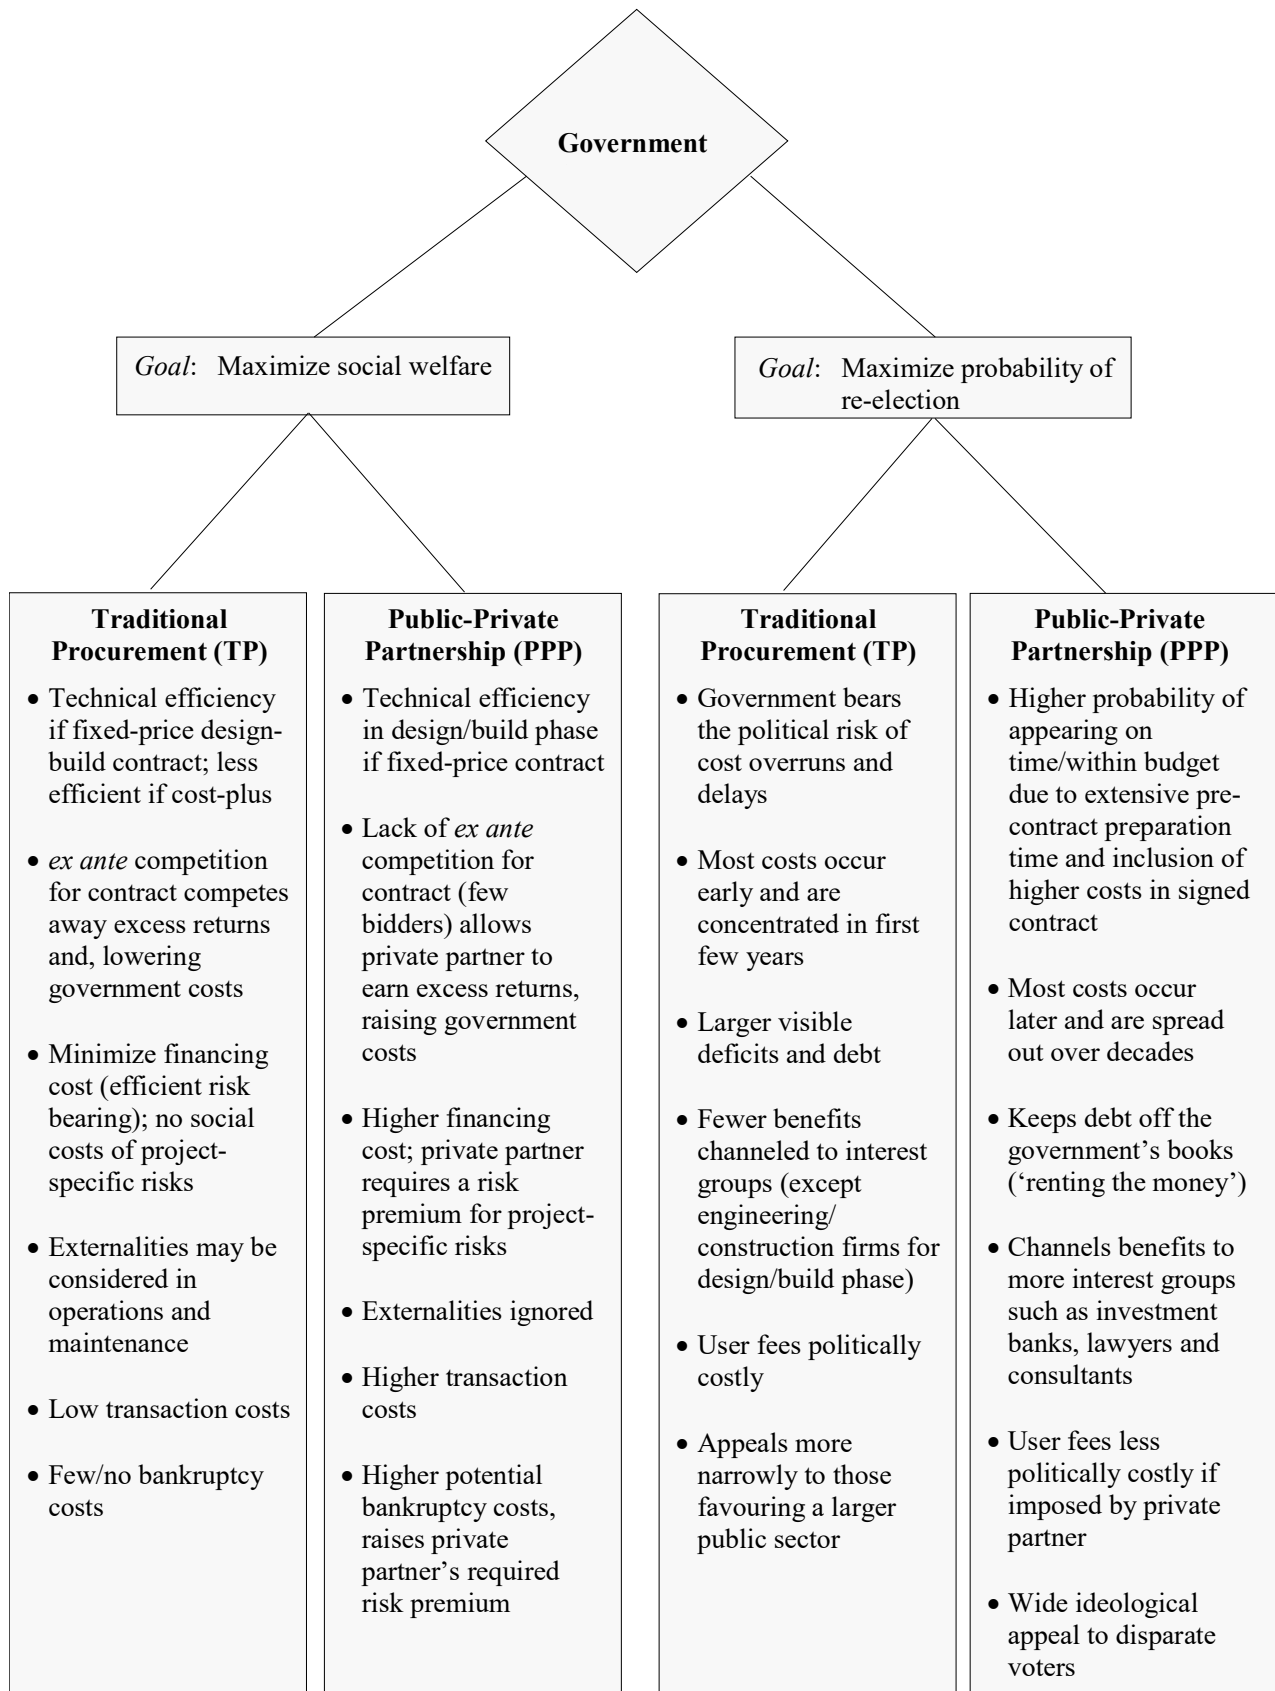 Government
Goal: Maximize social welfare
Goal: Maximize probability of
re-election
Traditional
Procurement (TP)
• Technical efficiency
if fixed-price design-
build contract; less
efficient if cost-plus
• ex ante competition
for contract competes
away excess returns
and, lowering
government costs
• Minimize financing
cost (efficient risk
bearing); no social
costs of project-
specific risks
• Externalities may be
considered in
operations and
maintenance
• Low transaction costs
• Few/no bankruptcy
costs
Public-Private
Partnership (PPP)
• Technical efficiency
in design/build phase
if fixed-price contract
• Lack of ex ante
competition for
contract (few
bidders) allows
private partner to
earn excess returns,
raising government
costs
• Higher financing
cost; private partner
requires a risk
premium for project-
specific risks
• Externalities ignored
• Higher transaction
costs
• Higher potential
bankruptcy costs,
raises private
partner’s required
risk premium
Traditional
Procurement (TP)
• Government bears
the political risk of
cost overruns and
delays
• Most costs occur
early and are
concentrated in first
few years
• Larger visible
deficits and debt
• Fewer benefits
channeled to interest
groups (except
engineering/
construction firms for
design/build phase)
• User fees politically
costly
• Appeals more
narrowly to those
favouring a larger
public sector
Public-Private
Partnership (PPP)
• Higher probability of
appearing on
time/within budget
due to extensive pre-
contract preparation
time and inclusion of
higher costs in signed
contract
• Most costs occur
later and are spread
out over decades
• Keeps debt off the
government’s books
(‘renting the money’)
• Channels benefits to
more interest groups
such as investment
banks, lawyers and
consultants
• User fees less
politically costly if
imposed by private
partner
• Wide ideological
appeal to disparate
voters